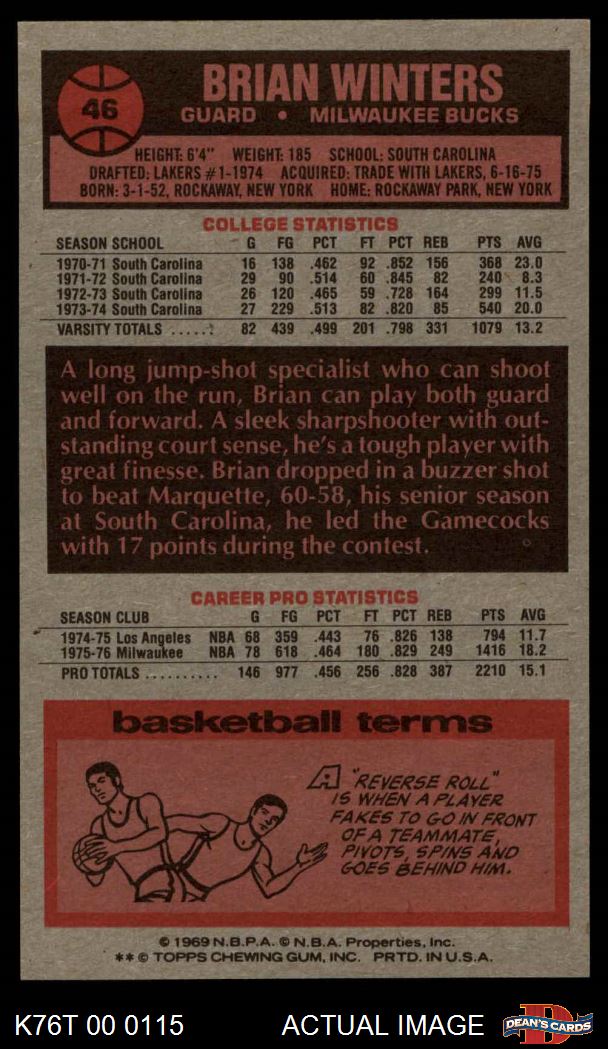 46
BRIAN WINTERS
GUARD • MILWAUKEE BUCKS
HEIGHT: 6'4" WEIGHT: 185 SCHOOL: SOUTH CAROLINA
DRAFTED: LAKERS #1-1974 ACQUIRED: TRADE WITH LAKERS, 6-16-75
BORN: 3-1-52, ROCKAWAY, NEW YORK HOME: ROCKAWAY PARK, NEW YORK
COLLEGE STATISTICS
SEASON SCHOOL G FG PCT FT PCT REB PTS AVG
1970-71 South Carolina 16 138 .462 92 .852 156 368 23.0
1971-72 South Carolina 29 90 .514 60 .845 82 240 8.3
1972-73 South Carolina 26 120 .465 59 .728 164 299 11.5
1973-74 South Carolina 27 229 .513 82 .820 85 540 20.0
VARSITY TOTALS ...... 82 439 .499 201 .798 331 1079 13.2
A long jump-shot specialist who can shoot
well on the run, Brian can play both guard
and forward. A sleek sharpshooter with out-
standing court sense, he's a tough player with
great finesse. Brian dropped in a buzzer shot
to beat Marquette, 60-58, his senior season
at South Carolina, he led the Gamecocks
with 17 points during the contest.
CAREER PRO STATISTICS
SEASON CLUB G FG PCT FT PCT REB PTS AVG
1974-75 Los Angeles NBA 68 359 .443 76 .826 138 794 11.7
1975-76 Milwaukee NBA 78 618 .464 180 .829 249 1416 18.2
PRO TOTALS .......... 146 977 .456 256 .828 387 2210 15.1
basketball terms
A "REVERSE ROLL"
IS WHEN A PLAYER
FAKES TO GO IN FRONT
OF A TEAMMATE,
PIVOTS, SPINS AND
GOES BEHIND HIM.
© 1969 N.B.P.A. © N.B.A. Properties, Inc.
** © TOPPS CHEWING GUM, INC. PRTD. IN U.S.A.
K76T 00 0115 ACTUAL IMAGE D DEAN'S CARDS